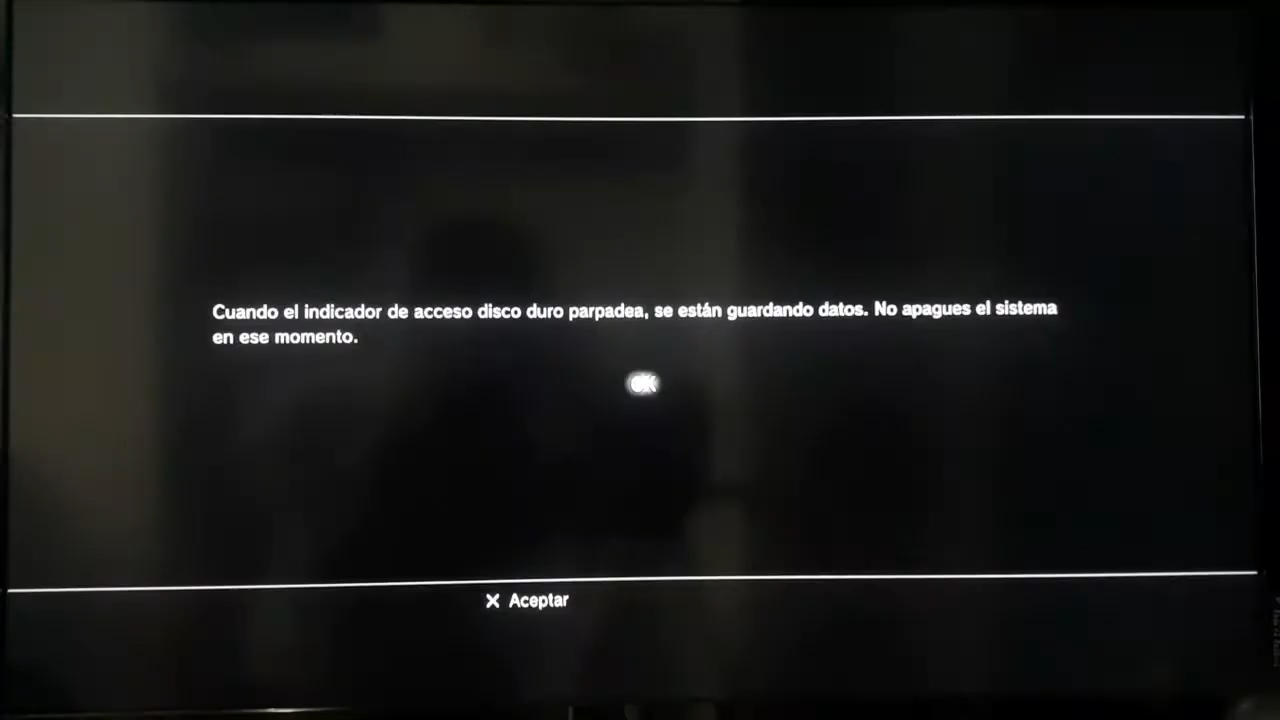 Cuando el indicador de acceso disco duro parpadea, se están guardando datos. No apagues el sistema
en ese momento.
OK
X Aceptar